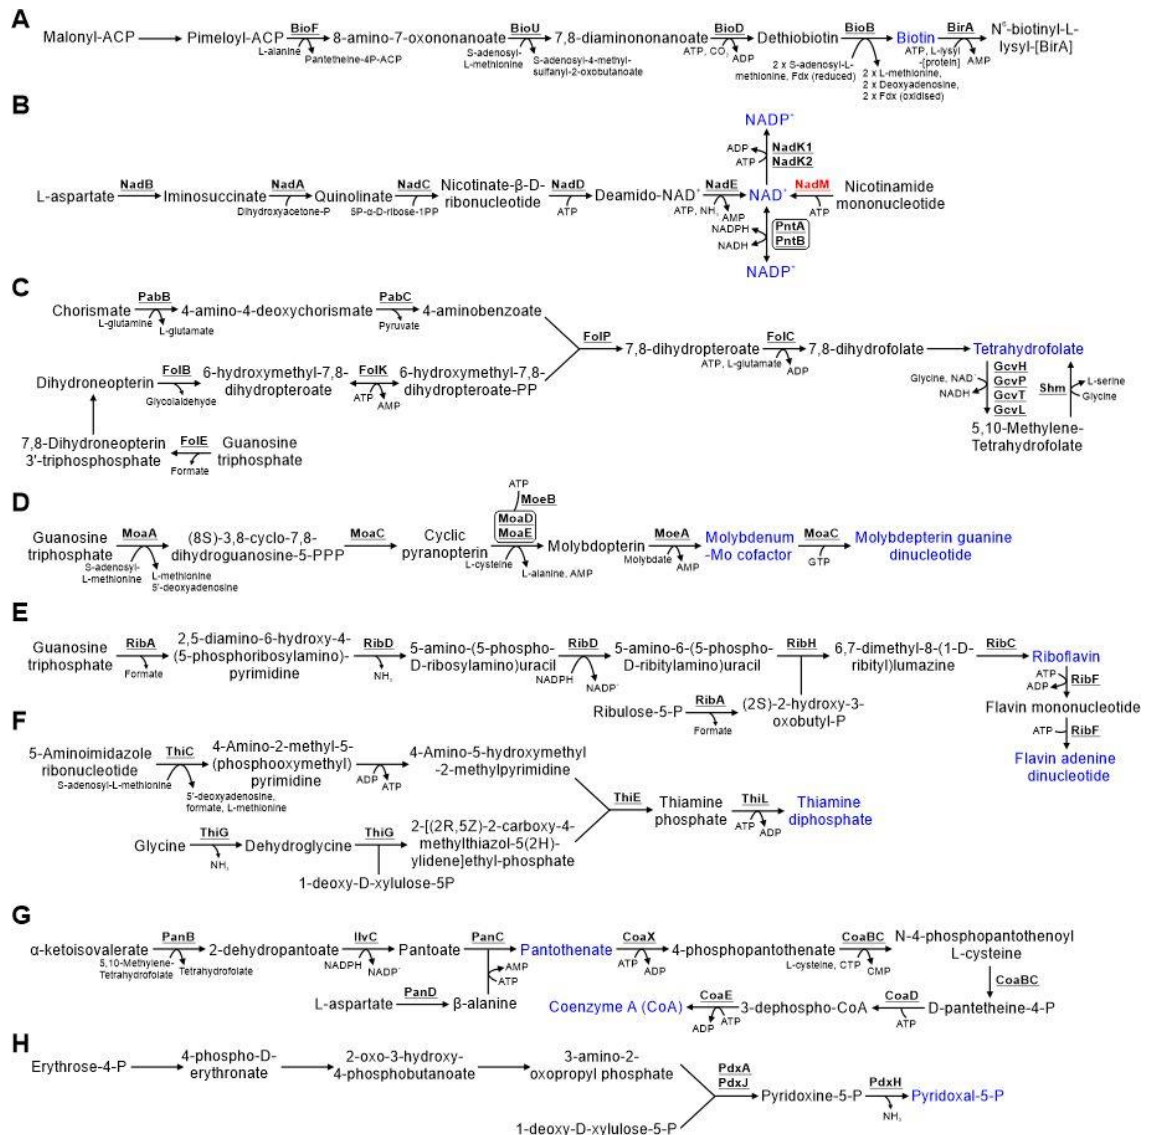 A
Malonyl-ACP
Pimeloyl-ACP
BioF
L-alanine
Pantetheine-4P-ACP
8-amino-7-oxononanoate
BioU
S-adenosyl-
L-methionine
S-adenosyl-4-methyl-
sulfanyl-2-oxobutanoate
7,8-diaminononanoate
BioD
ATP, CO₂
ADP
Dethiobiotin
BioB
2 x S-adenosyl-L-
methionine, Fdx (reduced)
2 x L-methionine,
2 x Deoxyadenosine,
2 x Fdx (oxidised)
Biotin
BirA
ATP, L-lysyl
-[protein]
AMP
N⁶-biotinyl-L-
lysyl-[BirA]
B
L-aspartate
NadB
Iminosuccinate
NadA
Dihydroxyacetone-P
Quinolinate
NadC
5P-α-D-ribose-1PP
Nicotinate-β-D-
ribonucleotide
NadD
ATP
Deamido-NAD⁺
NadE
ATP, NH₃
AMP
NAD⁺
NadM
ATP
Nicotinamide
mononucleotide
NADP⁺
ADP
ATP
NadK1
NadK2
NADPH
NADH
PntA
PntB
NADP⁺
C
Chorismate
PabB
L-glutamine
L-glutamate
4-amino-4-deoxychorismate
PabC
Pyruvate
4-aminobenzoate
FolP
7,8-dihydropteroate
FolC
ATP, L-glutamate
ADP
7,8-dihydrofolate
Tetrahydrofolate
Glycine, NAD⁺
NADH
GcvH
GcvP
GcvT
GcvL
Shm
L-serine
Glycine
5,10-Methylene-
Tetrahydrofolate
Dihydroneopterin
FolB
Glycolaldehyde
6-hydroxymethyl-7,8-
dihydropteroate
FolK
ATP
AMP
6-hydroxymethyl-7,8-
dihydropteroate-PP
7,8-Dihydroneopterin
3'-triphosphosphate
FolE
Formate
Guanosine
triphosphate
D
Guanosine
triphosphate
MoaA
S-adenosyl-
L-methionine
L-methionine
5'-deoxyadenosine
(8S)-3,8-cyclo-7,8-
dihydroguanosine-5-PPP
MoaC
Cyclic
pyranopterin
ATP
MoeB
MoaD
MoaE
L-cysteine
L-alanine, AMP
Molybdopterin
MoeA
Molybdate
AMP
Molybdenum
-Mo cofactor
MoaC
GTP
Molybdepterin guanine
dinucleotide
E
Guanosine
triphosphate
RibA
Formate
2,5-diamino-6-hydroxy-4-
(5-phosphoribosylamino)-
pyrimidine
RibD
NH₃
5-amino-(5-phospho-
D-ribosylamino)uracil
RibD
NADPH
NADP⁺
5-amino-6-(5-phospho-
D-ribitylamino)uracil
RibH
6,7-dimethyl-8-(1-D-
ribityl)lumazine
RibC
Riboflavin
ATP
ADP
RibF
Flavin mononucleotide
ATP
RibF
Flavin adenine
dinucleotide
Ribulose-5-P
RibA
Formate
(2S)-2-hydroxy-3-
oxobutyl-P
F
5-Aminoimidazole
ribonucleotide
ThiC
S-adenosyl-L-methionine
5'-deoxyadenosine,
formate, L-methionine
4-Amino-2-methyl-5-
(phosphooxymethyl)
pyrimidine
ADP
ATP
4-Amino-5-hydroxymethyl
-2-methylpyrimidine
ThiE
Thiamine
phosphate
ThiL
ATP
ADP
Thiamine
diphosphate
Glycine
ThiG
NH₃
Dehydroglycine
ThiG
1-deoxy-D-xylulose-5P
2-[(2R,5Z)-2-carboxy-4-
methylthiazol-5(2H)-
ylidene]ethyl-phosphate
G
α-ketoisovalerate
PanB
5,10-Methylene-
Tetrahydrofolate
Tetrahydrofolate
2-dehydropantoate
IlvC
NADPH
NADP⁺
Pantoate
PanC
AMP
ATP
Pantothenate
CoaX
ATP
ADP
4-phosphopantothenate
CoaBC
L-cysteine, CTP
CMP
N-4-phosphopantothenoyl
L-cysteine
CoaBC
L-aspartate
PanD
β-alanine
Coenzyme A (CoA)
CoaE
ADP
ATP
3-dephospho-CoA
CoaD
ATP
D-pantetheine-4-P
H
Erythrose-4-P
4-phospho-D-
erythronate
2-oxo-3-hydroxy-
4-phosphobutanoate
3-amino-2-
oxopropyl phosphate
1-deoxy-D-xylulose-5-P
PdxA
PdxJ
Pyridoxine-5-P
PdxH
NH₃
Pyridoxal-5-P